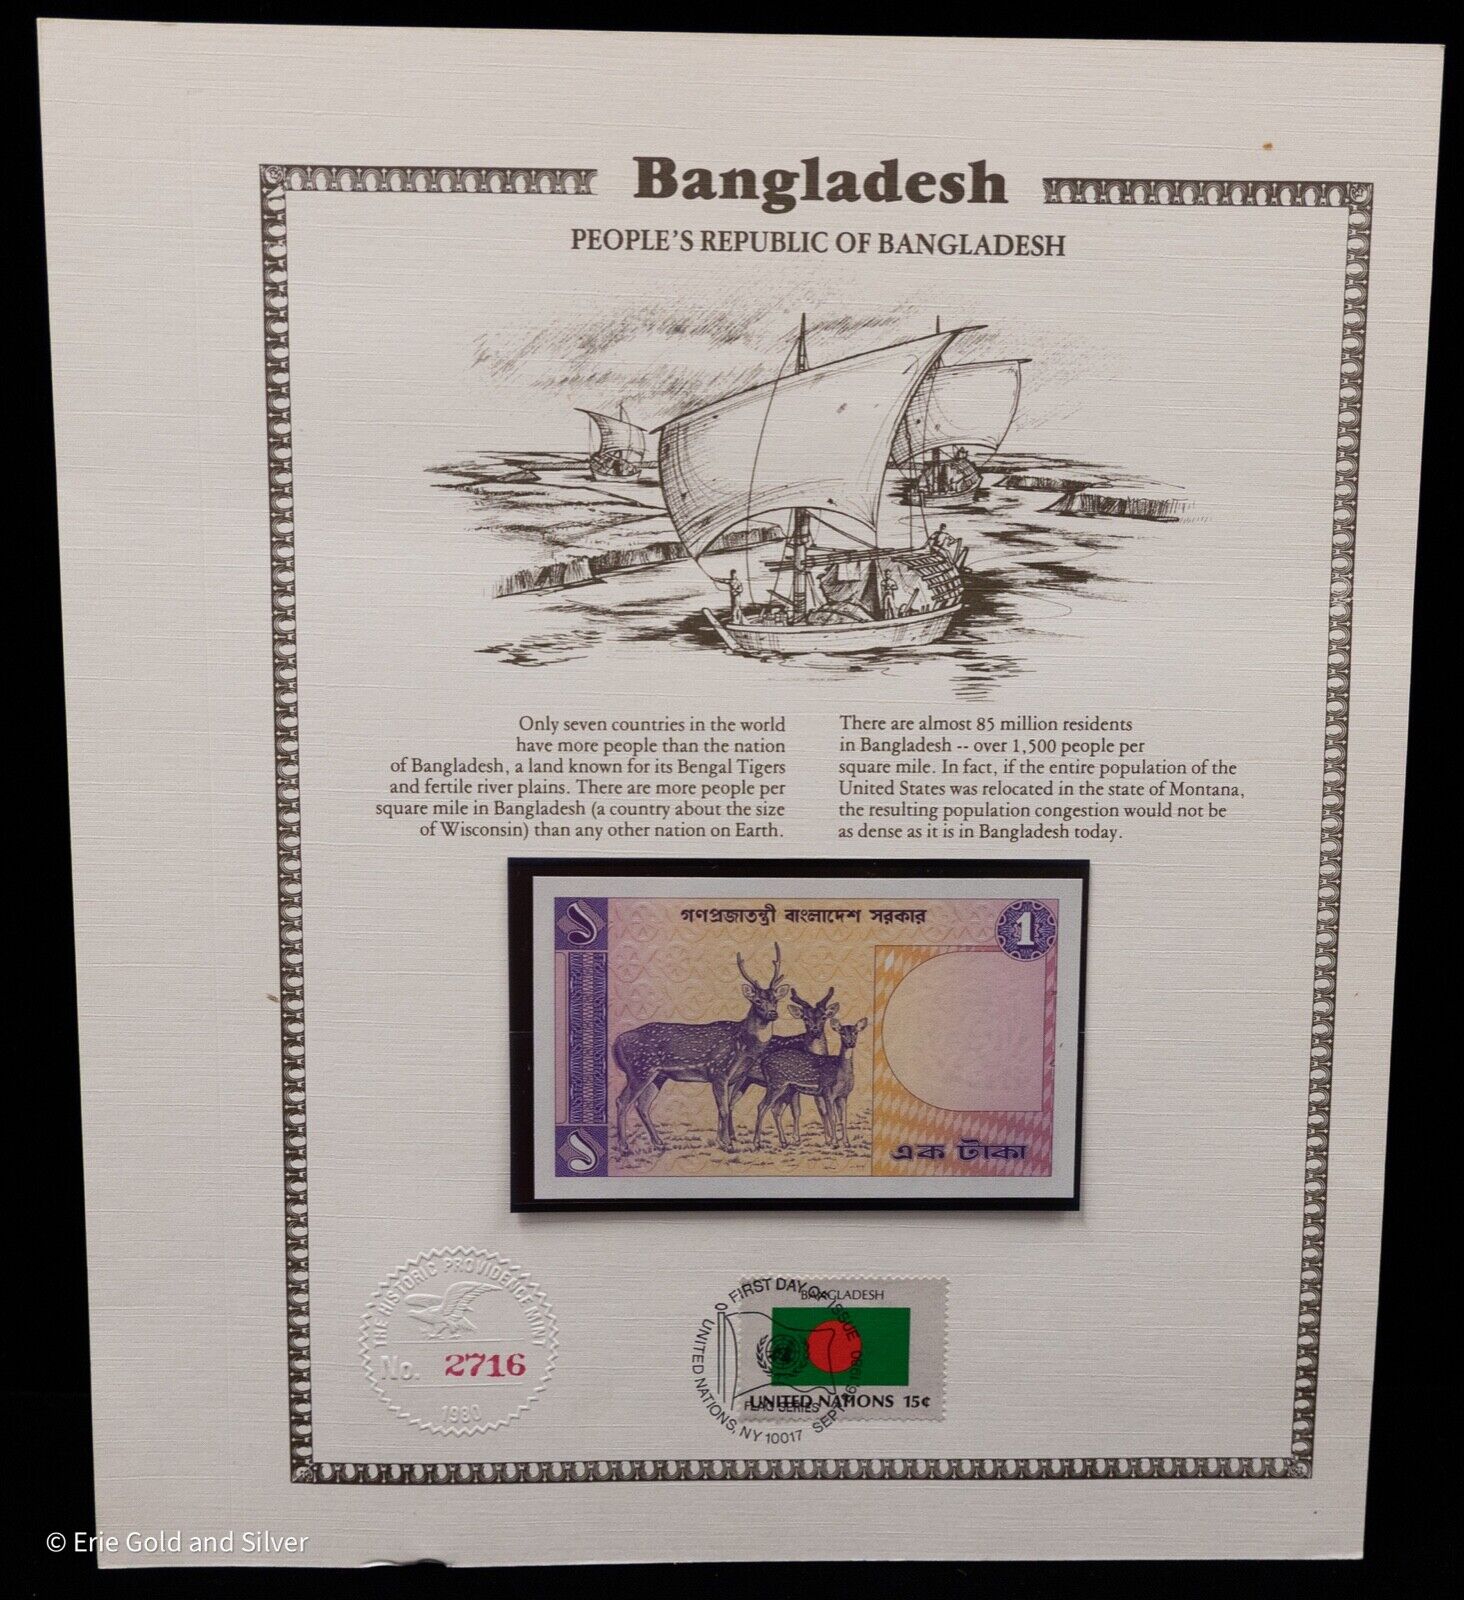 Bangladesh
PEOPLE'S REPUBLIC OF BANGLADESH
Only seven countries in the world
have more people than the nation
of Bangladesh, a land known for its Bengal Tigers
and fertile river plains. There are more people per
square mile in Bangladesh (a country about the size
of Wisconsin) than any other nation on Earth.
There are almost 85 million residents
in Bangladesh -- over 1,500 people per
square mile. In fact, if the entire population of the
United States was relocated in the state of Montana,
the resulting population congestion would not be
as dense as it is in Bangladesh today.
১
গণপ্রজাতন্ত্রী বাংলাদেশ সরকার
1
১
এক টাকা
THE HISTORIC PROVIDENCE MINT
No. 2716
1980
FIRST DAY OF ISSUE
BANGLADESH
UNITED NATIONS 15¢
FLAG SERIES
UNITED NATIONS, NY 10017
SEPT. 26, 1980
© Erie Gold and Silver